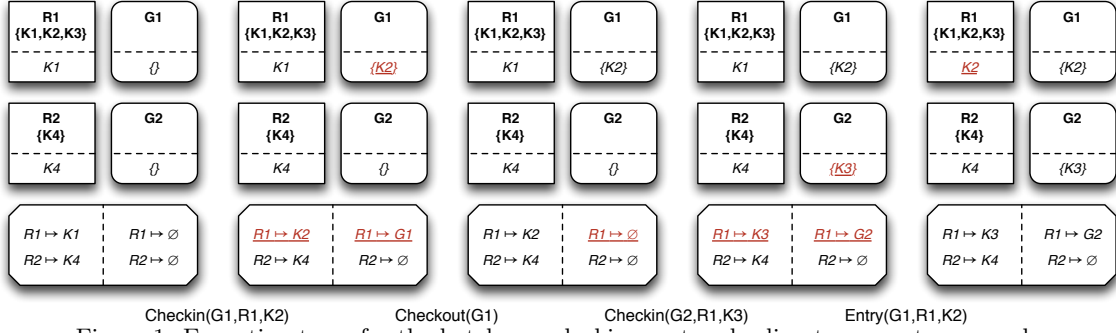 R1 G1 R1 G1 R1 G1 R1 G1 R1 G1
{K1,K2,K3} {K1,K2,K3} {K1,K2,K3} {K1,K2,K3} {K1,K2,K3}
K1 {} K1 {K2} K1 {K2} K1 {K2} K2 {K2}
R2 G2 R2 G2 R2 G2 R2 G2 R2 G2
{K4} {K4} {K4} {K4} {K4}
K4 {} K4 {} K4 {} K4 {K3} K4 {K3}
R1 ↦ K1 R1 ↦ ∅ R1 ↦ K2 R1 ↦ G1 R1 ↦ K2 R1 ↦ ∅ R1 ↦ K3 R1 ↦ G2 R1 ↦ K3 R1 ↦ G2
R2 ↦ K4 R2 ↦ ∅ R2 ↦ K4 R2 ↦ ∅ R2 ↦ K4 R2 ↦ ∅ R2 ↦ K4 R2 ↦ ∅ R2 ↦ K4 R2 ↦ ∅
Checkin(G1,R1,K2) Checkout(G1) Checkin(G2,R1,K3) Entry(G1,R1,K2)
Figure 1: